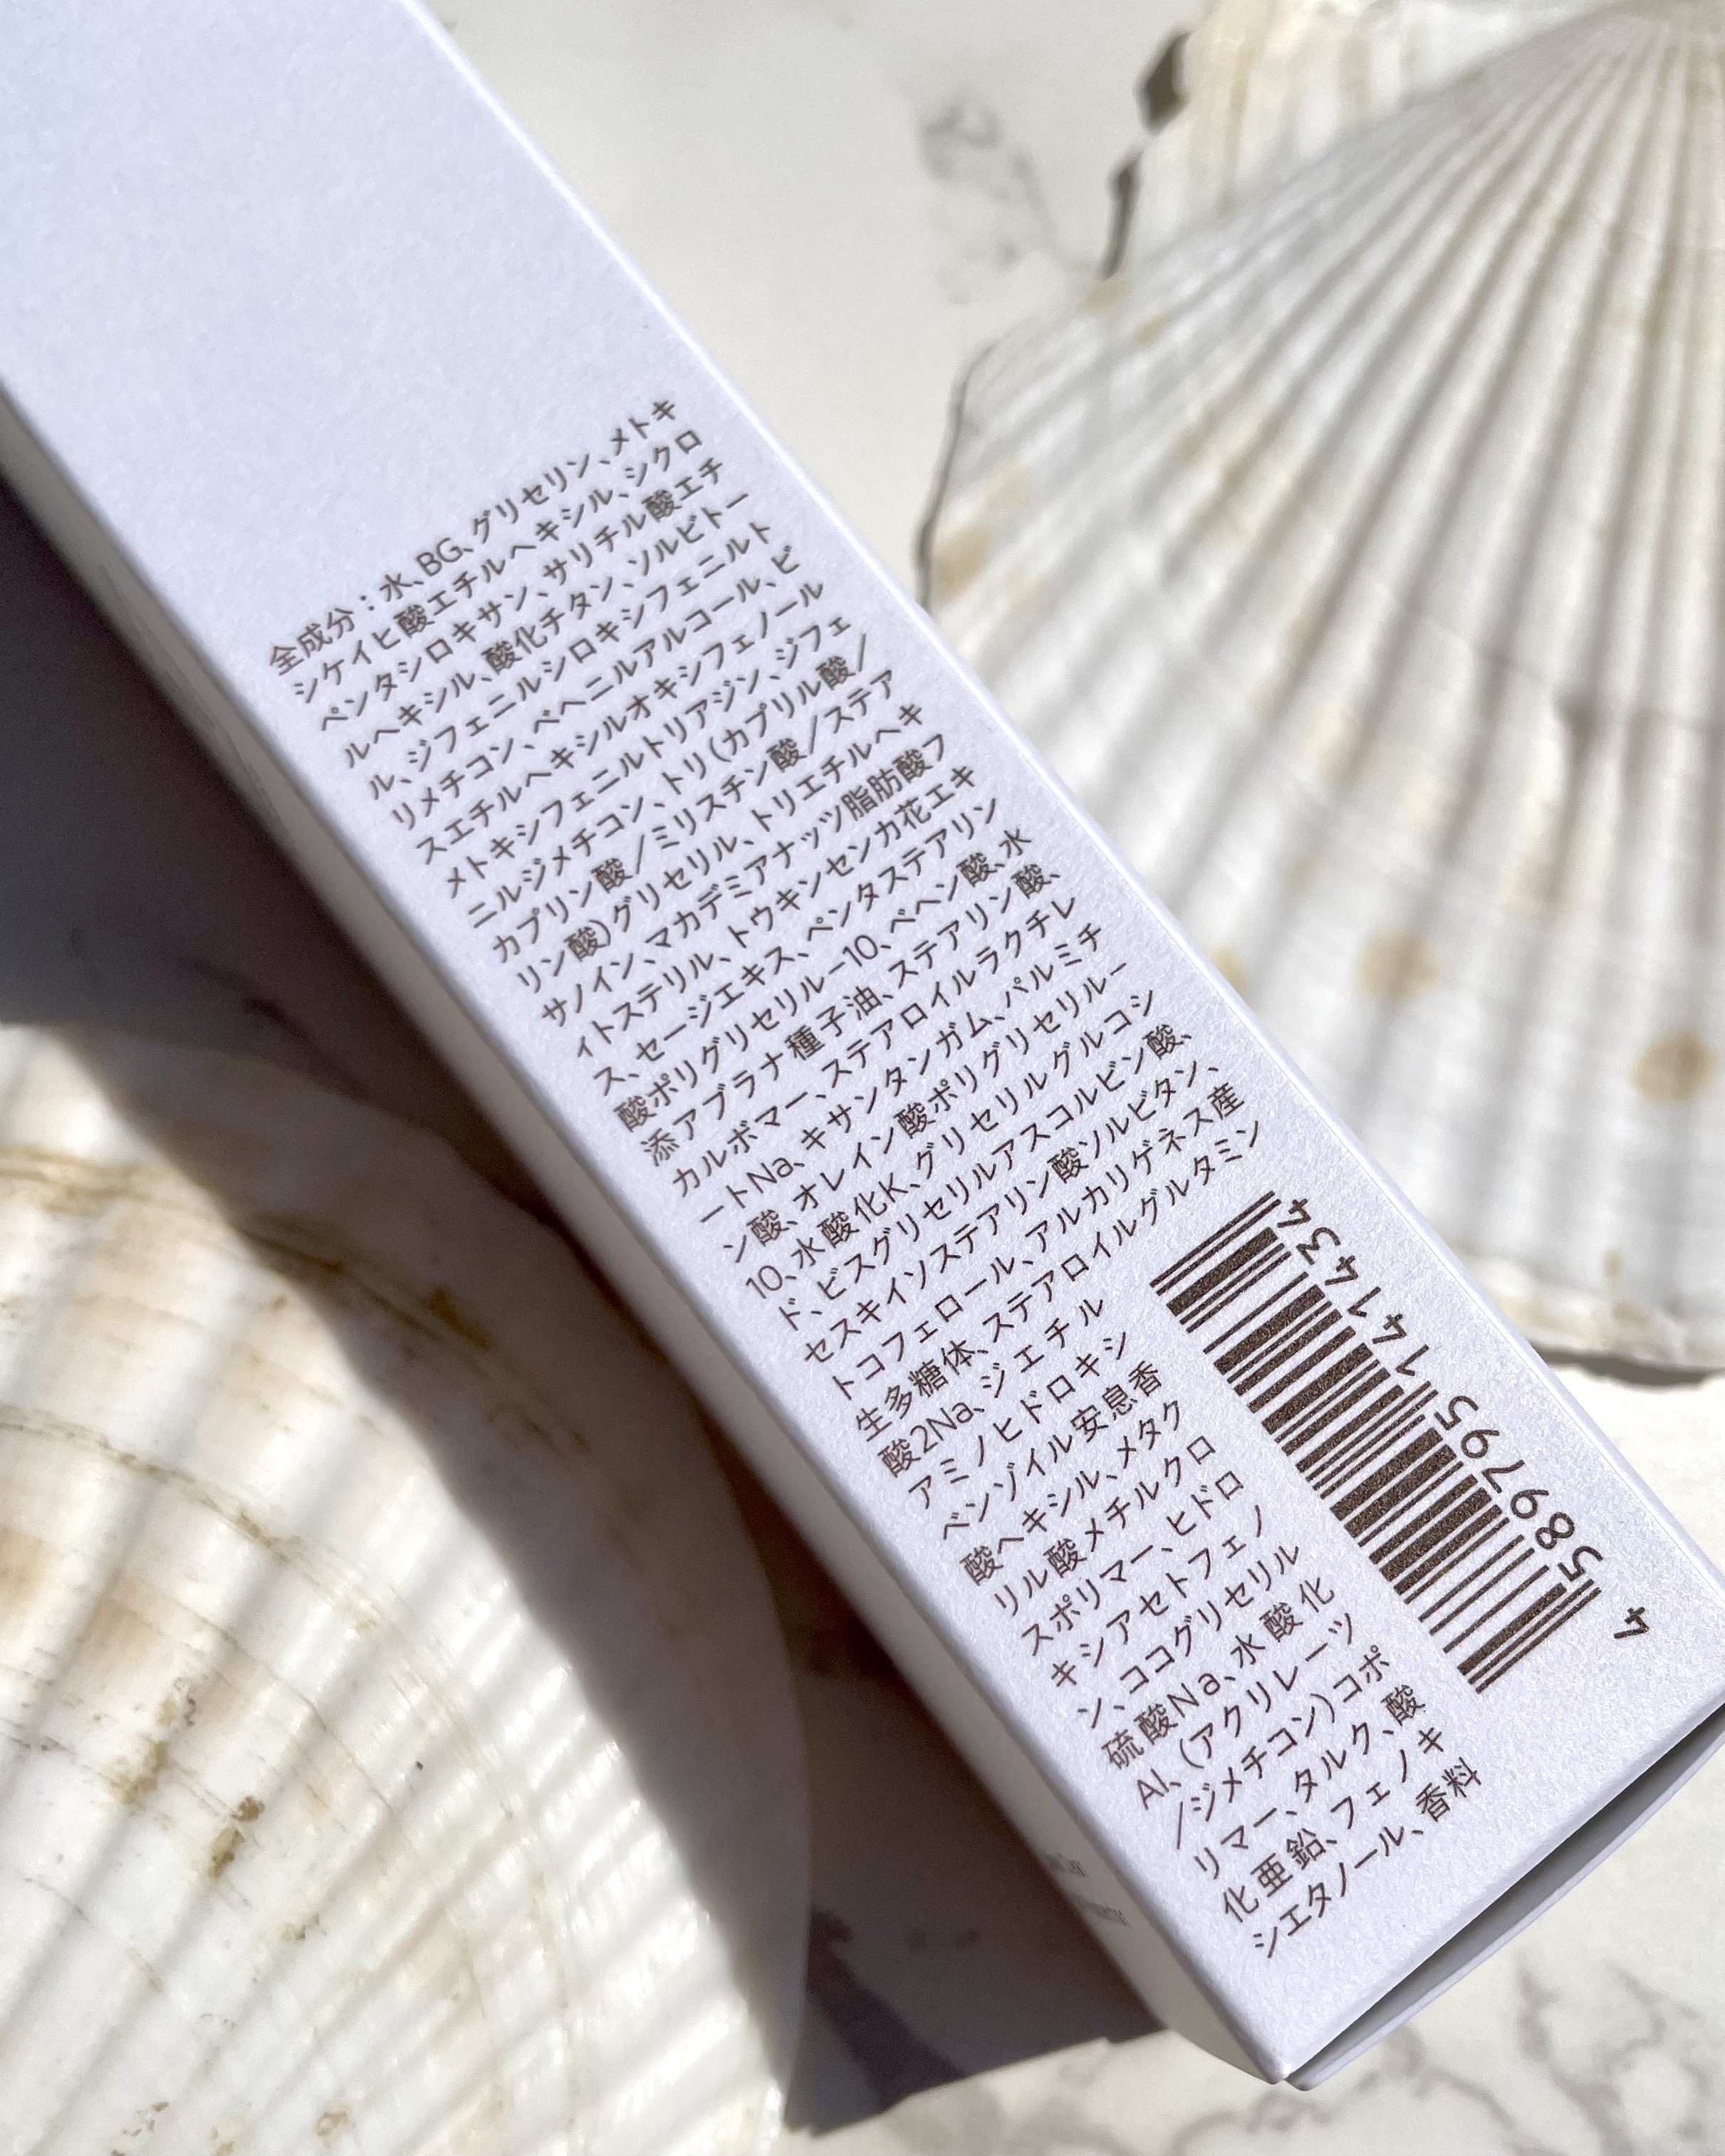 全成分：水、BG、グリセリン、メトキ
シケイヒ酸エチルヘキシル、シクロ
ペンタシロキサン、サリチル酸エチ
ルヘキシル、酸化チタン、ソルビトー
ル、ジフェニルシロキシフェニルト
リメチコン、ベヘニルアルコール、ビ
スエチルヘキシルオキシフェノール
メトキシフェニルトリアジン、ジフェ
ニルジメチコン、トリ(カプリル酸／
カプリン酸／ミリスチン酸／ステア
リン酸)グリセリル、トリエチルヘキ
サノイン、マカデミアナッツ脂肪酸フ
ィトステリル、トウキンセンカ花エキ
ス、セージエキス、ペンタステアリン
酸ポリグリセリル-10、ベヘン酸、水
添アブラナ種子油、ステアリン酸、
カルボマー、ステアロイルラクチレ
ートNa、キサンタンガム、パルミチ
ン酸、オレイン酸ポリグリセリル-
10、水酸化K、グリセリルグルコシ
ド、ビスグリセリルアスコルビン酸、
セスキイソステアリン酸ソルビタン、
トコフェロール、アルカリゲネス産
生多糖体、ステアロイルグルタミン
酸2Na、ジエチル
アミノヒドロキシ
ベンゾイル安息香
酸ヘキシル、メタク
リル酸メチルクロ
スポリマー、ヒドロ
キシアセトフェノ
ン、ココグリセリル
硫酸Na、水酸化
Al、(アクリレーツ
／ジメチコン)コポ
リマー、タルク、酸
化亜鉛、フェノキ
シエタノール、香料
4 589795 141434